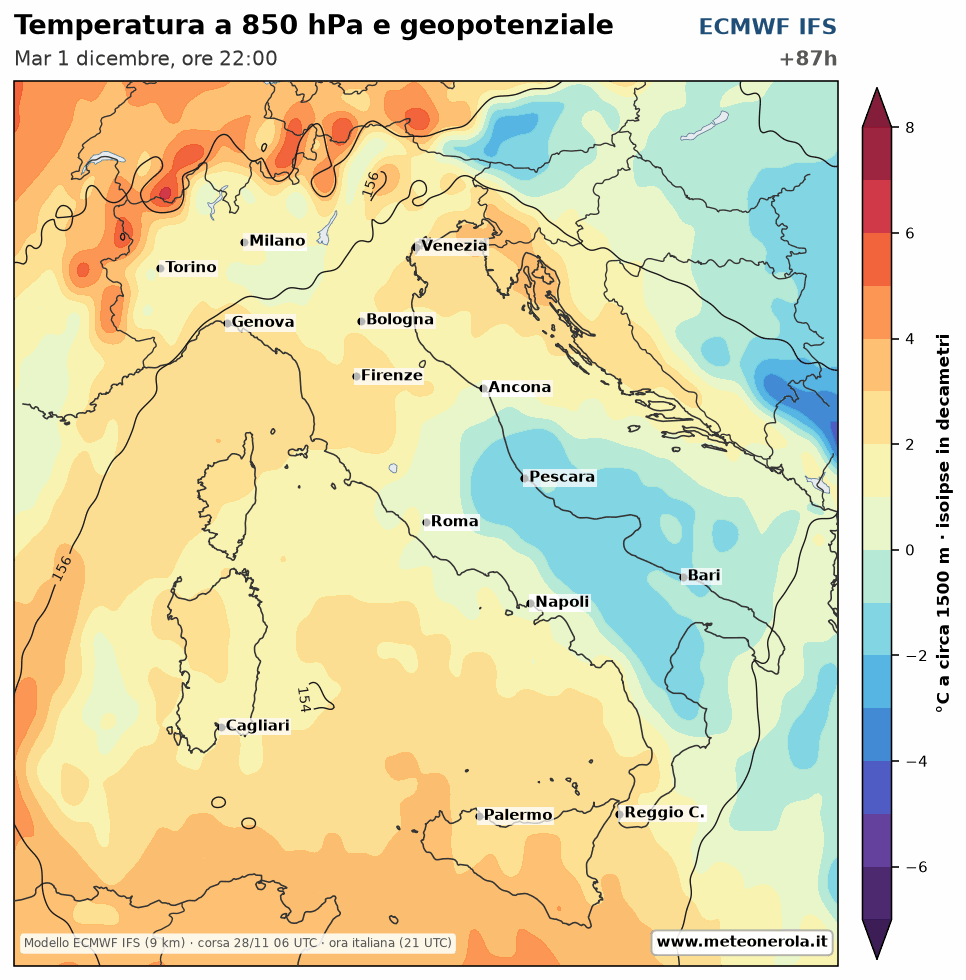 Temperatura a 850 hPa e geopotenziale
ECMWF IFS
Mar 1 dicembre, ore 22:00
+87h
156
Milano
Venezia
Torino
Genova
Bologna
Firenze
Ancona
Pescara
Roma
156
Bari
Napoli
154
Cagliari
Palermo
Reggio C.
8
6
4
2
0
−2
−4
−6
°C a circa 1500 m · isoipse in decametri
Modello ECMWF IFS (9 km) · corsa 28/11 06 UTC · ora italiana (21 UTC)
www.meteonerola.it